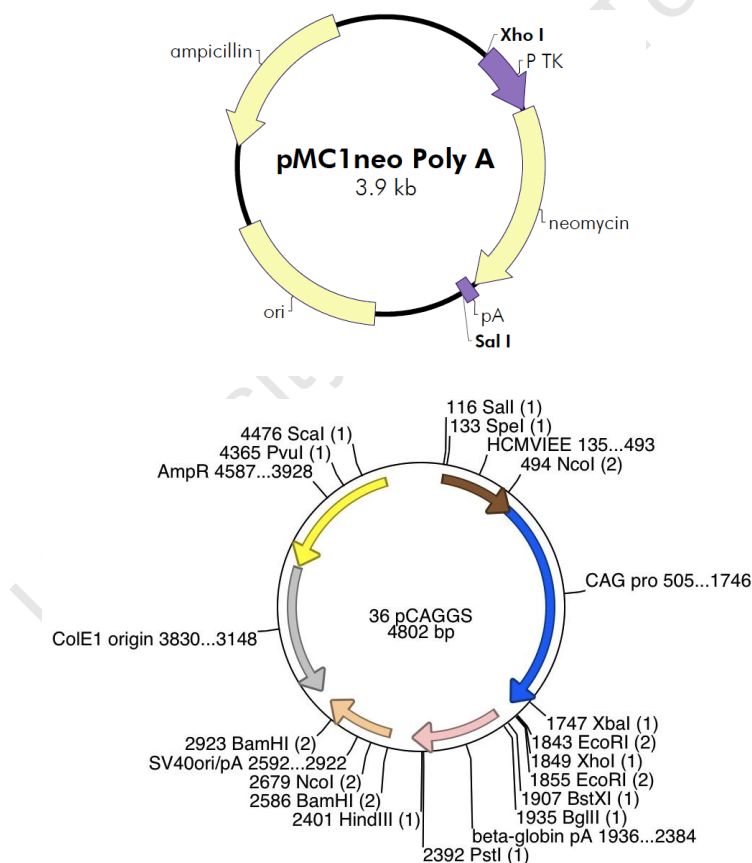 Xho I
ampicillin
P TK
pMC1neo Poly A
3.9 kb
neomycin
ori
pA
Sal I
116 SalI (1)
133 SpeI (1)
4476 ScaI (1)
HCMVIEE 135...493
4365 PvuI (1)
494 NcoI (2)
AmpR 4587...3928
CAG pro 505...1746
36 pCAGGS
4802 bp
ColE1 origin 3830...3148
1747 XbaI (1)
2923 BamHI (2)
1843 EcoRI (2)
SV40ori/pA 2592...2922
1849 XhoI (1)
2679 NcoI (2)
1855 EcoRI (2)
2586 BamHI (2)
1907 BstXI (1)
2401 HindIII (1)
1935 BglII (1)
beta-globin pA 1936...2384
2392 PstI (1)